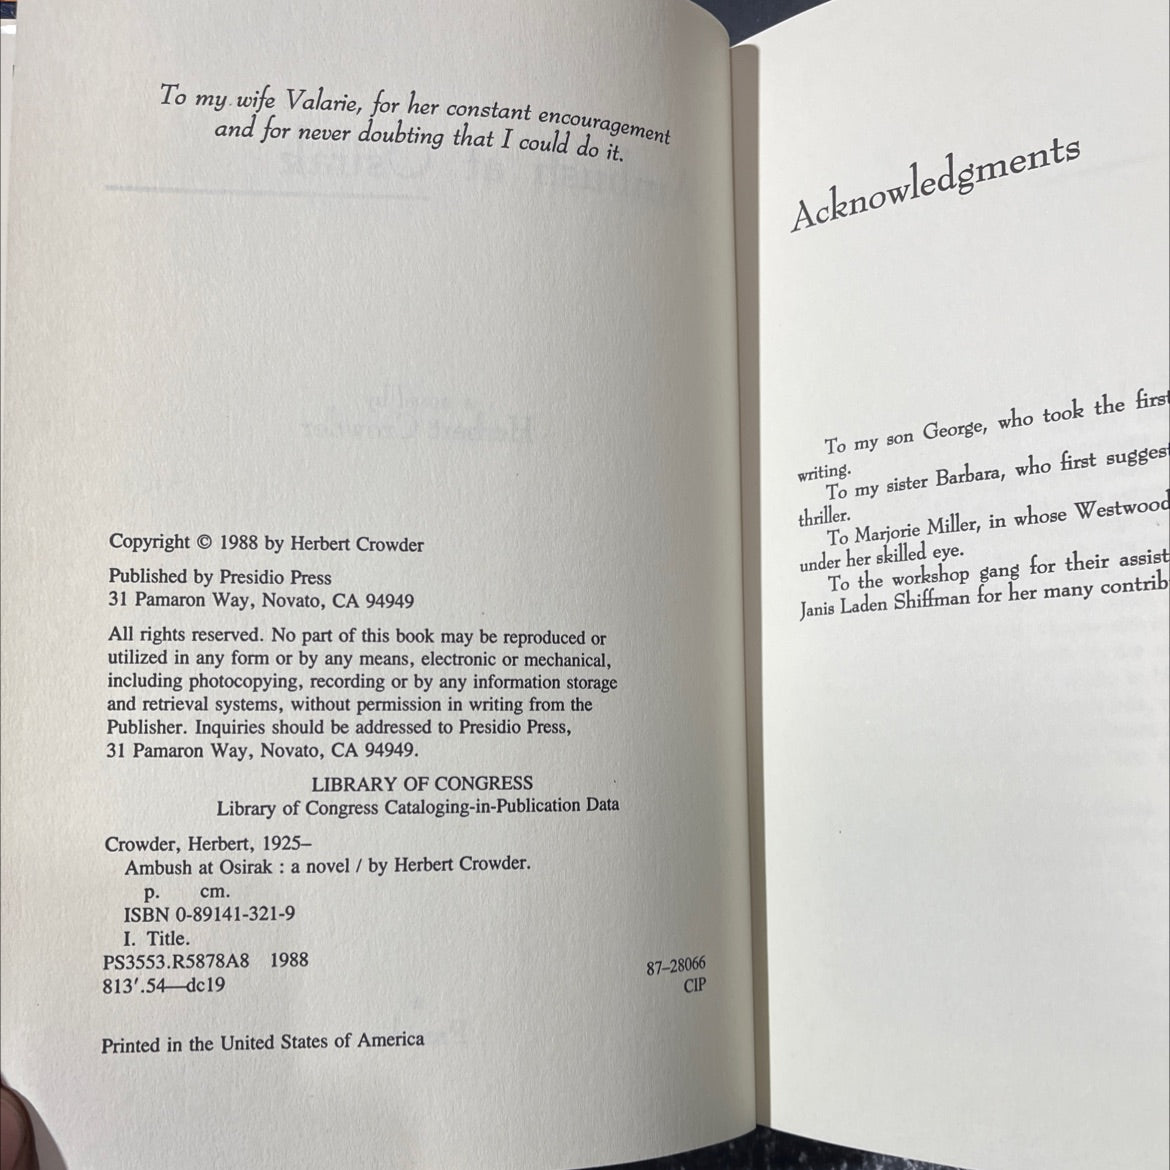 To my wife Valarie, for her constant encouragement
and for never doubting that I could do it.
Copyright © 1988 by Herbert Crowder
Published by Presidio Press
31 Pamaron Way, Novato, CA 94949
All rights reserved. No part of this book may be reproduced or
utilized in any form or by any means, electronic or mechanical,
including photocopying, recording or by any information storage
and retrieval systems, without permission in writing from the
Publisher. Inquiries should be addressed to Presidio Press,
31 Pamaron Way, Novato, CA 94949.
LIBRARY OF CONGRESS
Library of Congress Cataloging-in-Publication Data
Crowder, Herbert, 1925–
Ambush at Osirak : a novel / by Herbert Crowder.
p. cm.
ISBN 0-89141-321-9
I. Title.
PS3553.R5878A8 1988
813′.54—dc19
87–28066
CIP
Printed in the United States of America
Acknowledgments
To my son George, who took the first
writing.
To my sister Barbara, who first suggest
thriller.
To Marjorie Miller, in whose Westwood
under her skilled eye.
To the workshop gang for their assist
Janis Laden Shiffman for her many contrib